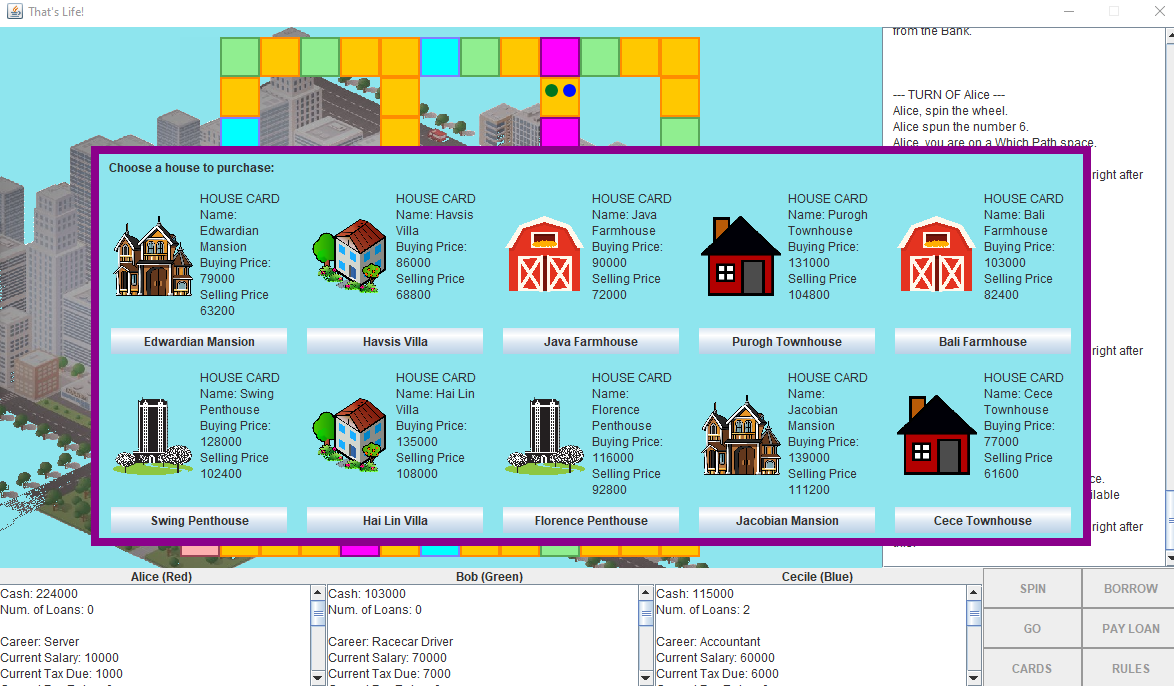 That's Life!
from the Bank.
--- TURN OF Alice ---
Alice, spin the wheel.
Alice spun the number 6.
Alice, you are on a Which Path space.
right after
Choose a house to purchase:
HOUSE CARD
Name:
Edwardian
Mansion
Buying Price:
79000
Selling Price
63200
Edwardian Mansion
HOUSE CARD
Name: Havsis
Villa
Buying Price:
86000
Selling Price
68800
Havsis Villa
HOUSE CARD
Name: Java
Farmhouse
Buying Price:
90000
Selling Price
72000
Java Farmhouse
HOUSE CARD
Name: Purogh
Townhouse
Buying Price:
131000
Selling Price
104800
Purogh Townhouse
HOUSE CARD
Name: Bali
Farmhouse
Buying Price:
103000
Selling Price
82400
Bali Farmhouse
right after
HOUSE CARD
Name: Swing
Penthouse
Buying Price:
128000
Selling Price
102400
Swing Penthouse
HOUSE CARD
Name: Hai Lin
Villa
Buying Price:
135000
Selling Price
108000
Hai Lin Villa
HOUSE CARD
Name:
Florence
Penthouse
Buying Price:
116000
Selling Price
92800
Florence Penthouse
HOUSE CARD
Name:
Jacobian
Mansion
Buying Price:
139000
Selling Price
111200
Jacobian Mansion
HOUSE CARD
Name: Cece
Townhouse
Buying Price:
77000
Selling Price
61600
Cece Townhouse
right after
Alice (Red)
Cash: 224000
Num. of Loans: 0
Career: Server
Current Salary: 10000
Current Tax Due: 1000
Bob (Green)
Cash: 103000
Num. of Loans: 0
Career: Racecar Driver
Current Salary: 70000
Current Tax Due: 7000
Cecile (Blue)
Cash: 115000
Num. of Loans: 2
Career: Accountant
Current Salary: 60000
Current Tax Due: 6000
SPIN
BORROW
GO
PAY LOAN
CARDS
RULES